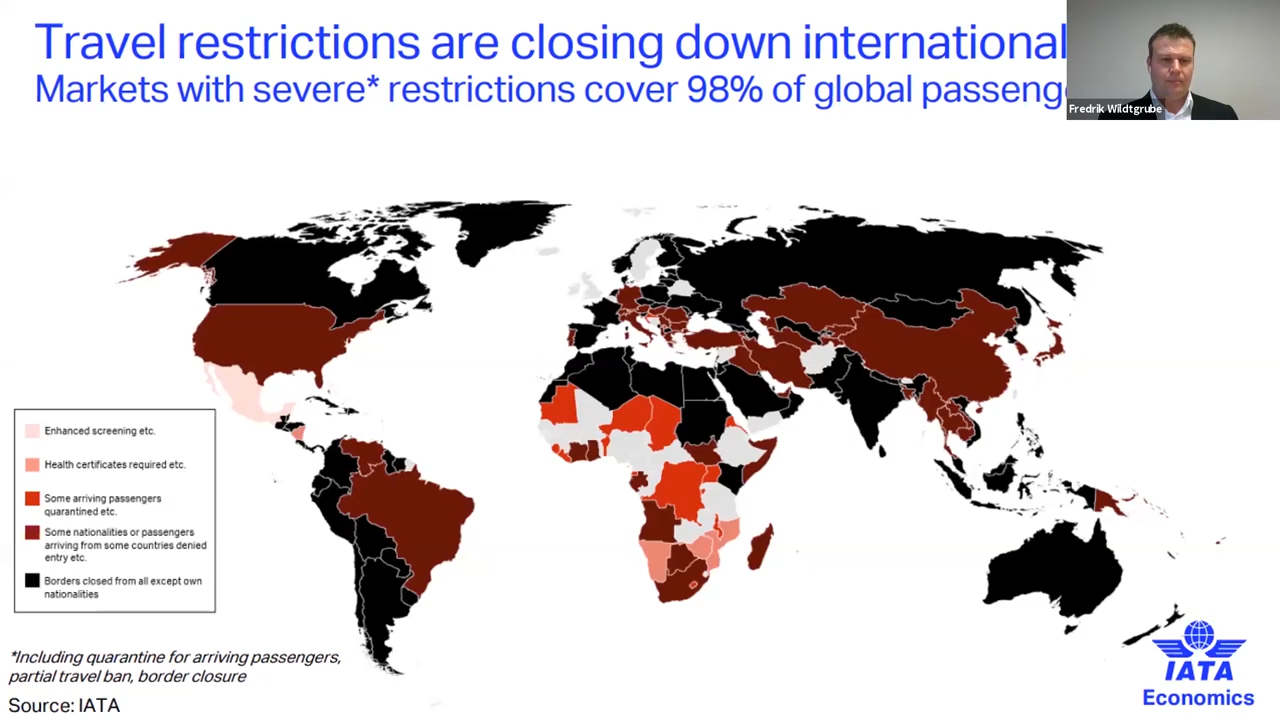 Travel restrictions are closing down international
Markets with severe* restrictions cover 98% of global passeng
Fredrik Wildtgrube
Enhanced screening etc.
Health certificates required etc.
Some arriving passengers
quarantined etc.
Some nationalities or passengers
arriving from some countries denied
entry etc.
Borders closed from all except own
nationalities
*Including quarantine for arriving passengers,
partial travel ban, border closure
Source: IATA
IATA
Economics